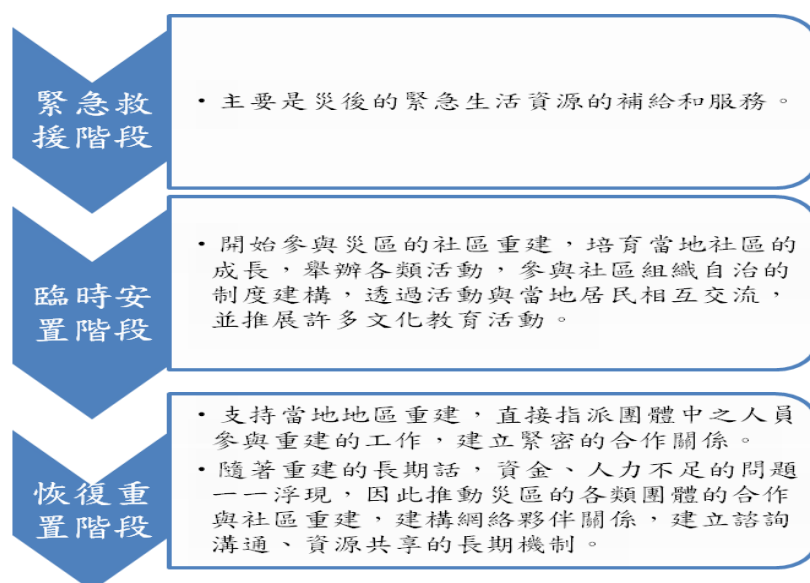 緊急救
援階段
• 主要是災後的緊急生活資源的補給和服務。
臨時安
置階段
• 開始參與災區的社區重建，培育當地社區的
成長，舉辦各類活動，參與社區組織自治的
制度建構，透過活動與當地居民相互交流，
並推展許多文化教育活動。
恢復重
置階段
• 支持當地地區重建，直接指派團體中之人員
參與重建的工作，建立緊密的合作關係。
• 隨著重建的長期話，資金、人力不足的問題
一一浮現，因此推動災區的各類團體的合作
與社區重建，建構網絡夥伴關係，建立諮詢
溝通、資源共享的長期機制。